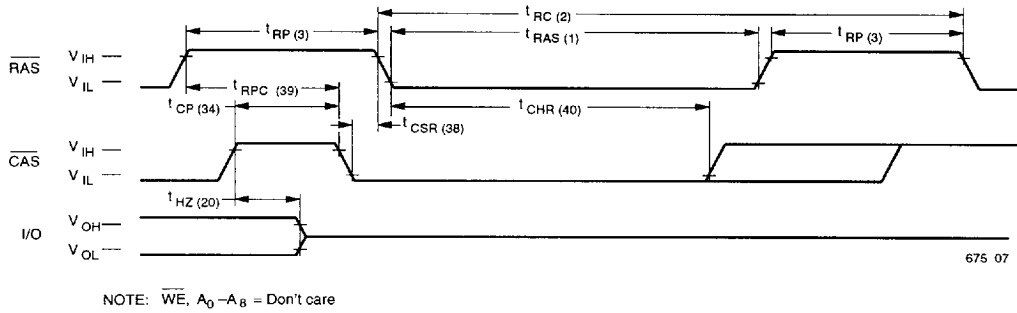 t RC (2)
t RP (3)
t RAS (1)
t RP (3)
RAS
V IH
V IL
t RPC (39)
t CP (34)
t CHR (40)
t CSR (38)
CAS
V IH
V IL
t HZ (20)
I/O
V OH
V OL
675 07
NOTE: WE, A0 –A8 = Don't care